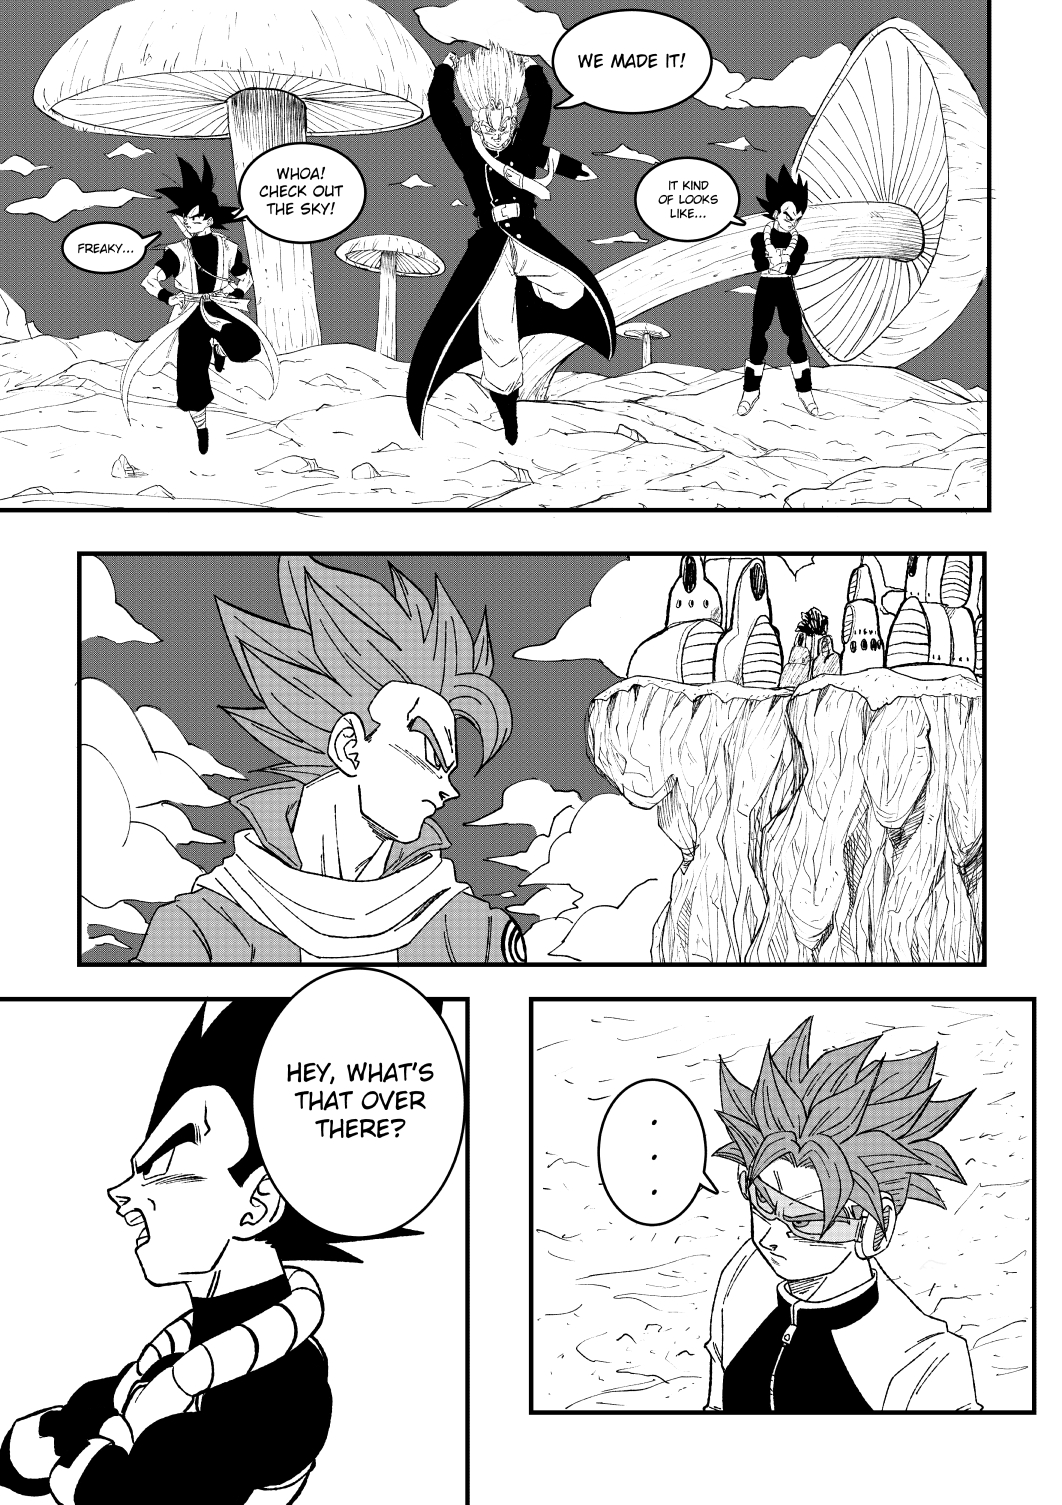 WE MADE IT!
WHOA!
CHECK OUT
THE SKY!
FREAKY...
IT KIND
OF LOOKS
LIKE...
HEY, WHAT'S
THAT OVER
THERE?
...